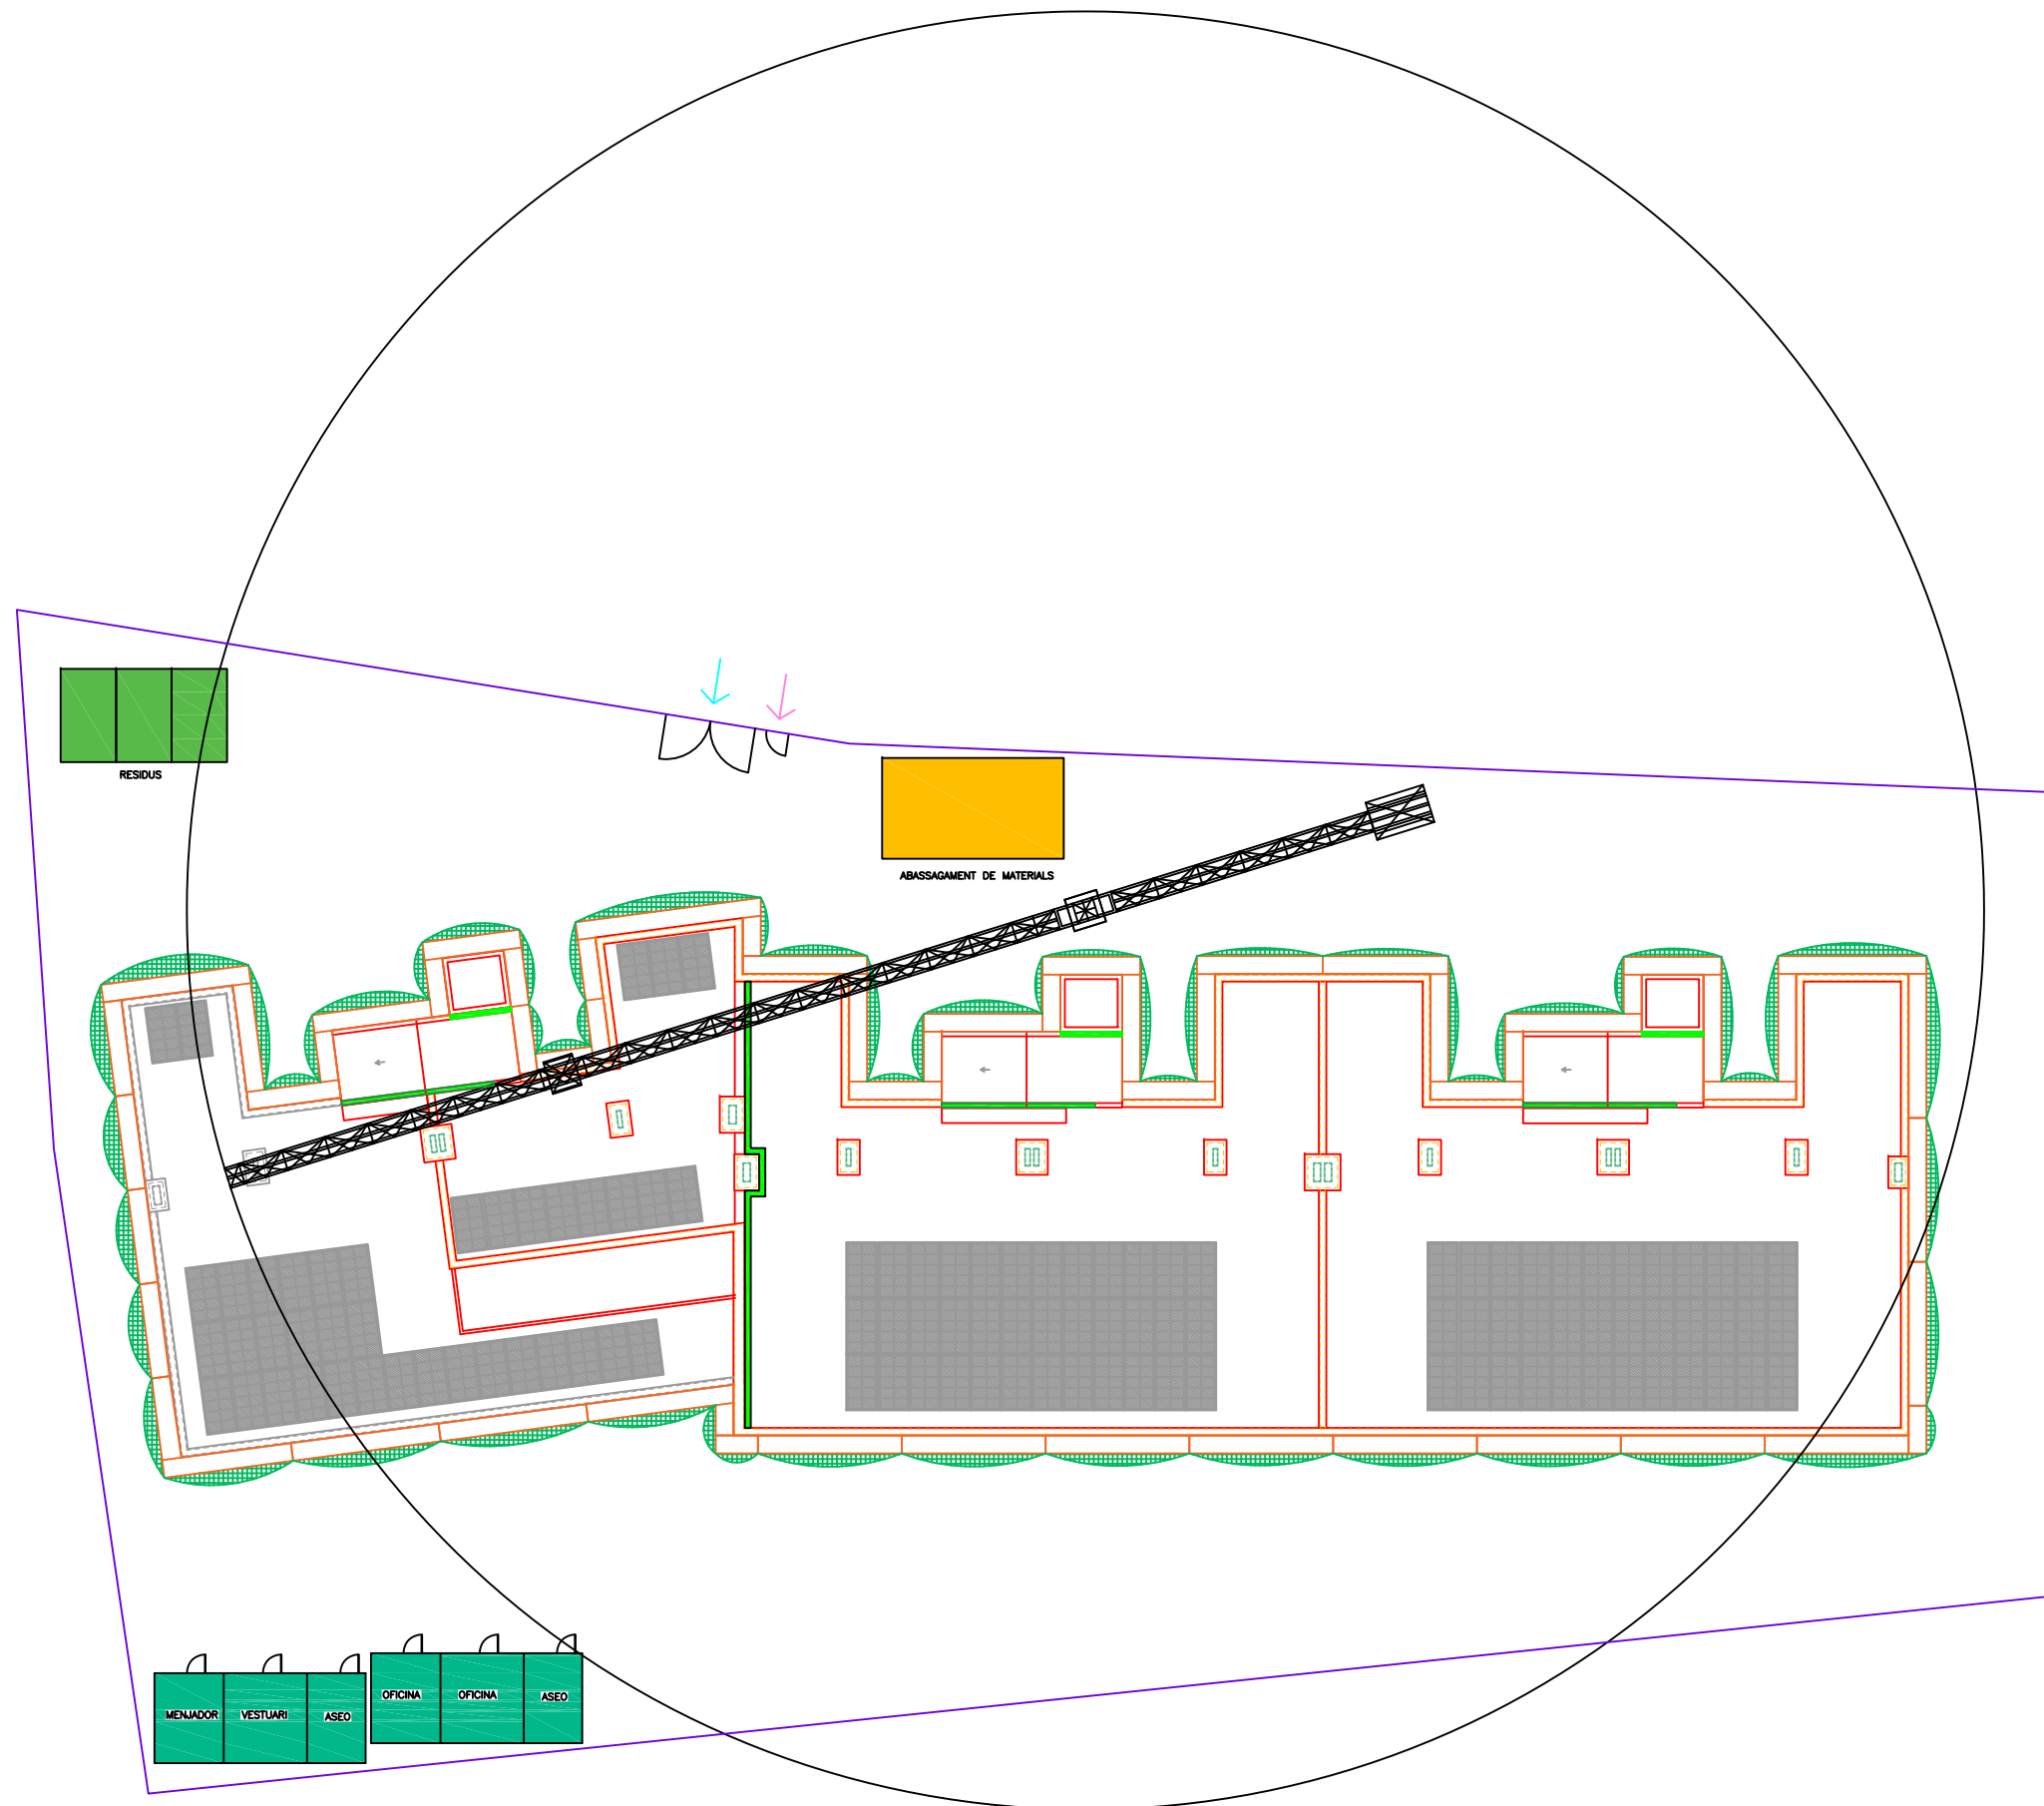 RESIDUS
ABASSAGAMENT DE MATERIALS
OFICINA
OFICINA
ASEO
MENJADOR
VESTUARI
ASEO